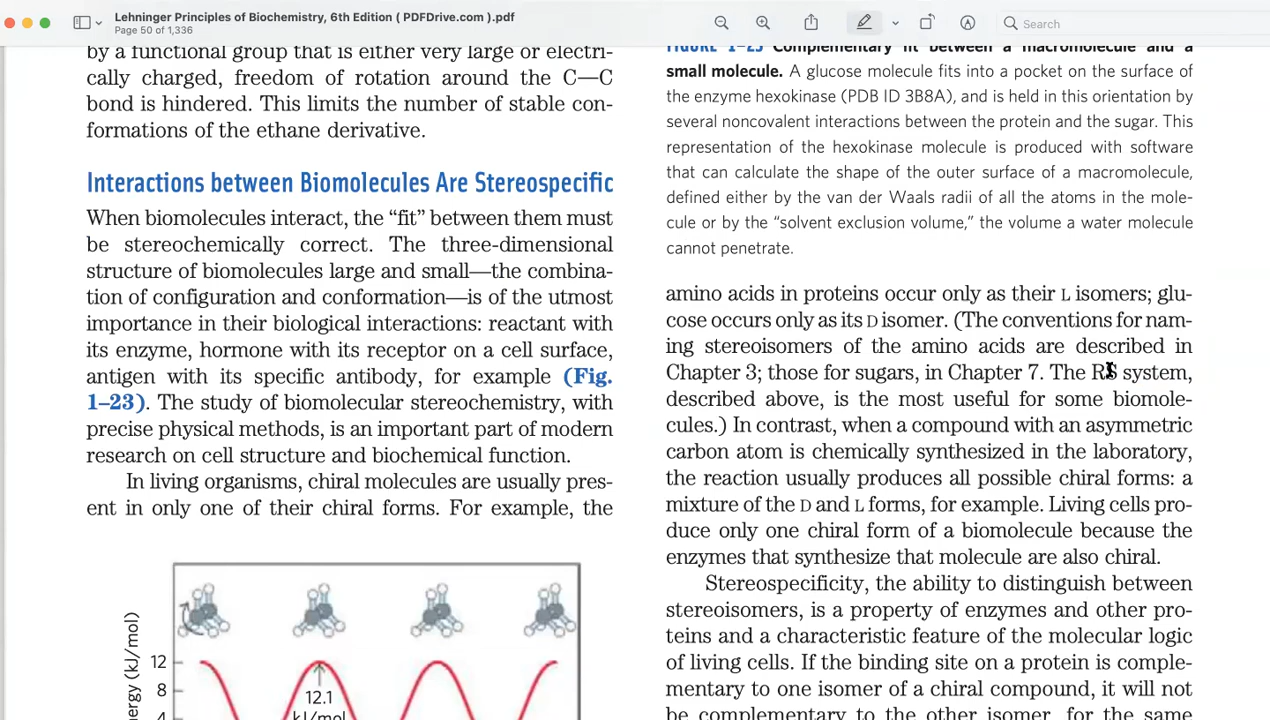 Lehninger Principles of Biochemistry, 6th Edition ( PDFDrive.com ).pdf
Page 50 of 1,336
Search
by a functional group that is either very large or electri-
cally charged, freedom of rotation around the C—C
bond is hindered. This limits the number of stable con-
formations of the ethane derivative.
Interactions between Biomolecules Are Stereospecific
When biomolecules interact, the “fit” between them must
be stereochemically correct. The three-dimensional
structure of biomolecules large and small—the combina-
tion of configuration and conformation—is of the utmost
importance in their biological interactions: reactant with
its enzyme, hormone with its receptor on a cell surface,
antigen with its specific antibody, for example (Fig.
1–23). The study of biomolecular stereochemistry, with
precise physical methods, is an important part of modern
research on cell structure and biochemical function.
In living organisms, chiral molecules are usually pres-
ent in only one of their chiral forms. For example, the
12
8
4
12.1
kJ/mol
ergy (kJ/mol)
FIGURE 1–23 Complementary fit between a macromolecule and a
small molecule. A glucose molecule fits into a pocket on the surface of
the enzyme hexokinase (PDB ID 3B8A), and is held in this orientation by
several noncovalent interactions between the protein and the sugar. This
representation of the hexokinase molecule is produced with software
that can calculate the shape of the outer surface of a macromolecule,
defined either by the van der Waals radii of all the atoms in the mole-
cule or by the “solvent exclusion volume,” the volume a water molecule
cannot penetrate.
amino acids in proteins occur only as their L isomers; glu-
cose occurs only as its D isomer. (The conventions for nam-
ing stereoisomers of the amino acids are described in
Chapter 3; those for sugars, in Chapter 7. The RS system,
described above, is the most useful for some biomole-
cules.) In contrast, when a compound with an asymmetric
carbon atom is chemically synthesized in the laboratory,
the reaction usually produces all possible chiral forms: a
mixture of the D and L forms, for example. Living cells pro-
duce only one chiral form of a biomolecule because the
enzymes that synthesize that molecule are also chiral.
Stereospecificity, the ability to distinguish between
stereoisomers, is a property of enzymes and other pro-
teins and a characteristic feature of the molecular logic
of living cells. If the binding site on a protein is comple-
mentary to one isomer of a chiral compound, it will not
be complementary to the other isomer, for the same